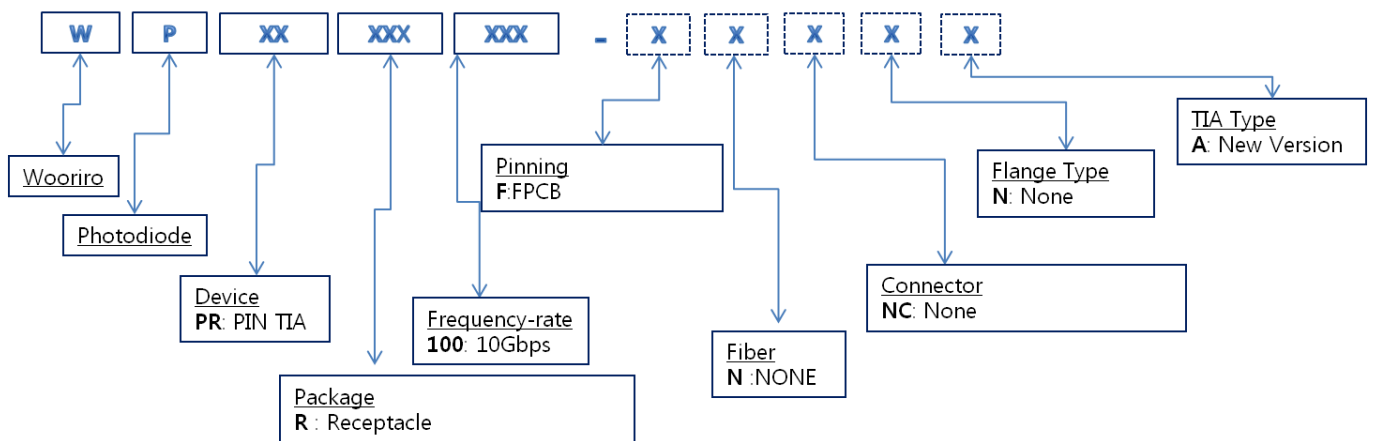 W P XX XXX XXX - X X X X X
TIA Type
A: New Version
Pinning
F:FPCB
Flange Type
N: None
Wooriro
Photodiode
Device
PR: PIN TIA
Connector
NC: None
Frequency-rate
100: 10Gbps
Fiber
N :NONE
Package
R : Receptacle